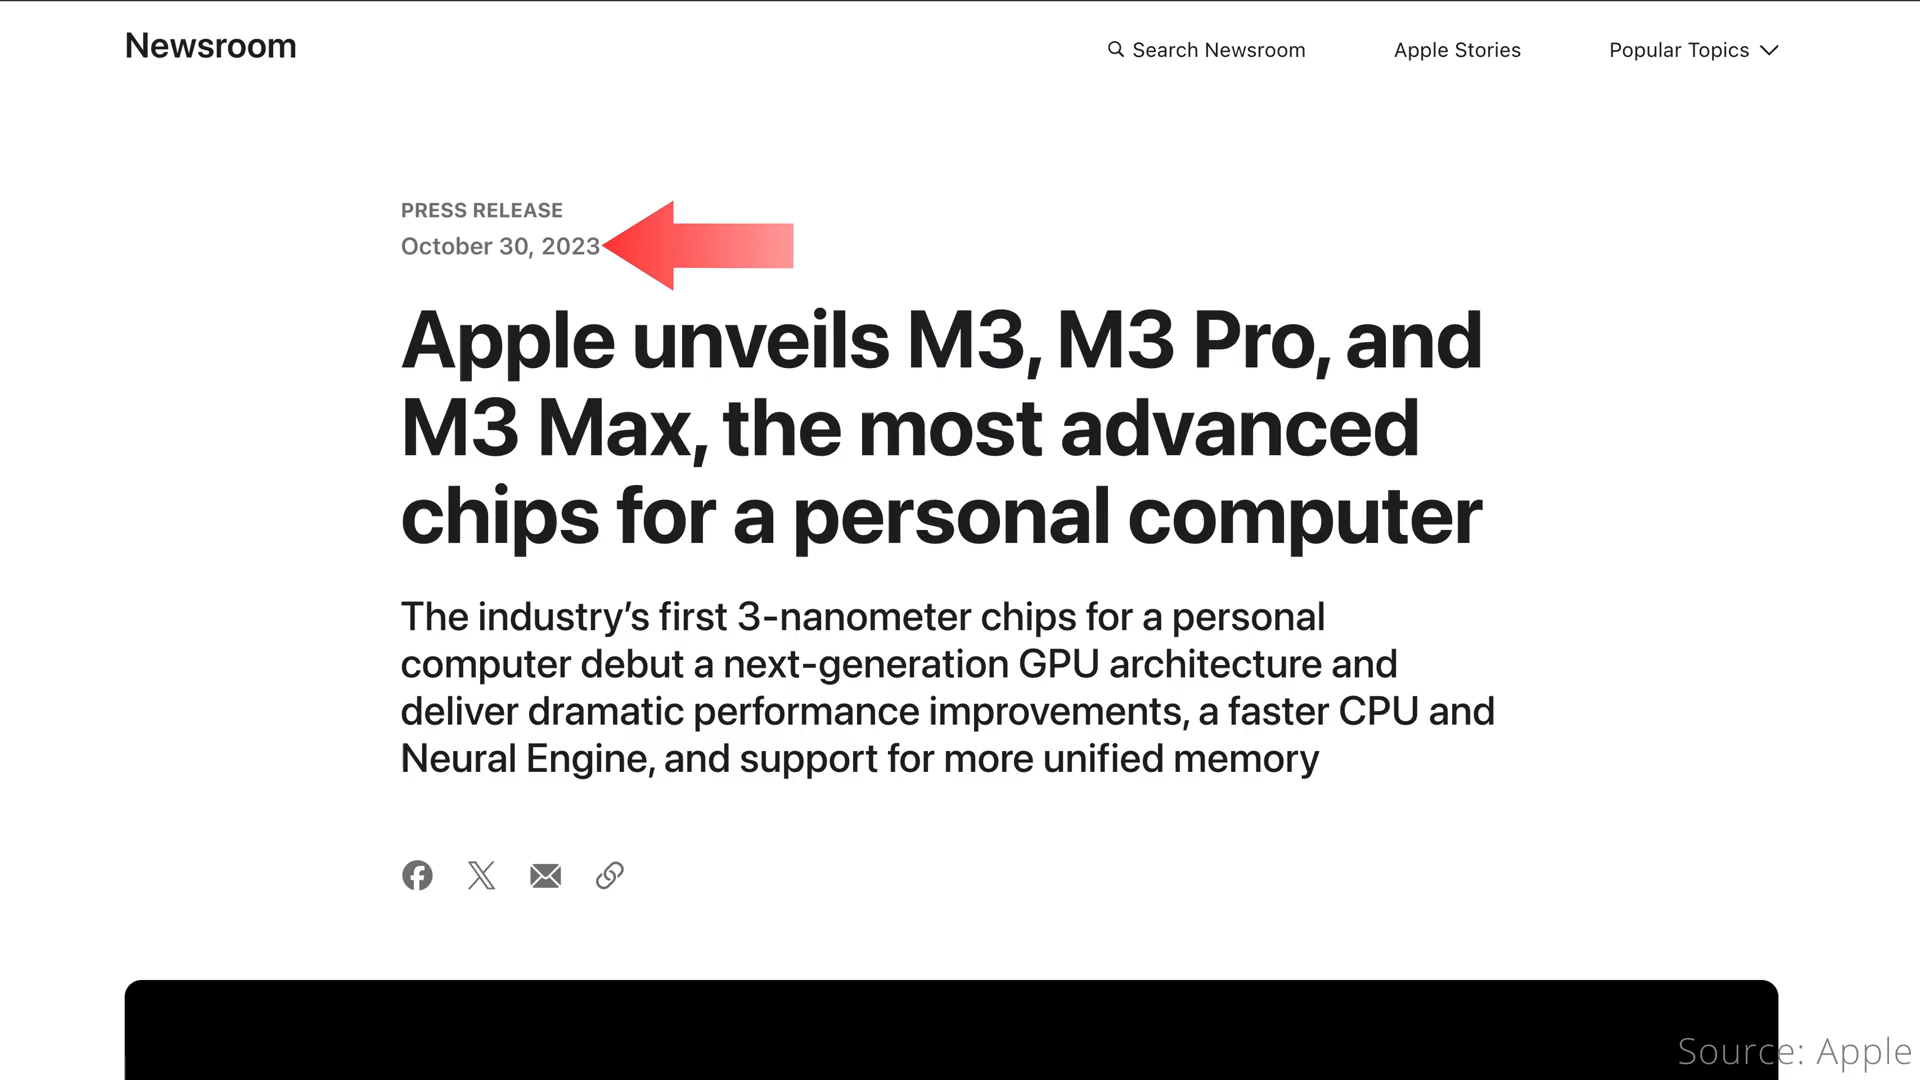 Newsroom
Search Newsroom
Apple Stories
Popular Topics
PRESS RELEASE
October 30, 2023
Apple unveils M3, M3 Pro, and
M3 Max, the most advanced
chips for a personal computer
The industry’s first 3-nanometer chips for a personal
computer debut a next-generation GPU architecture and
deliver dramatic performance improvements, a faster CPU and
Neural Engine, and support for more unified memory
Source: Apple